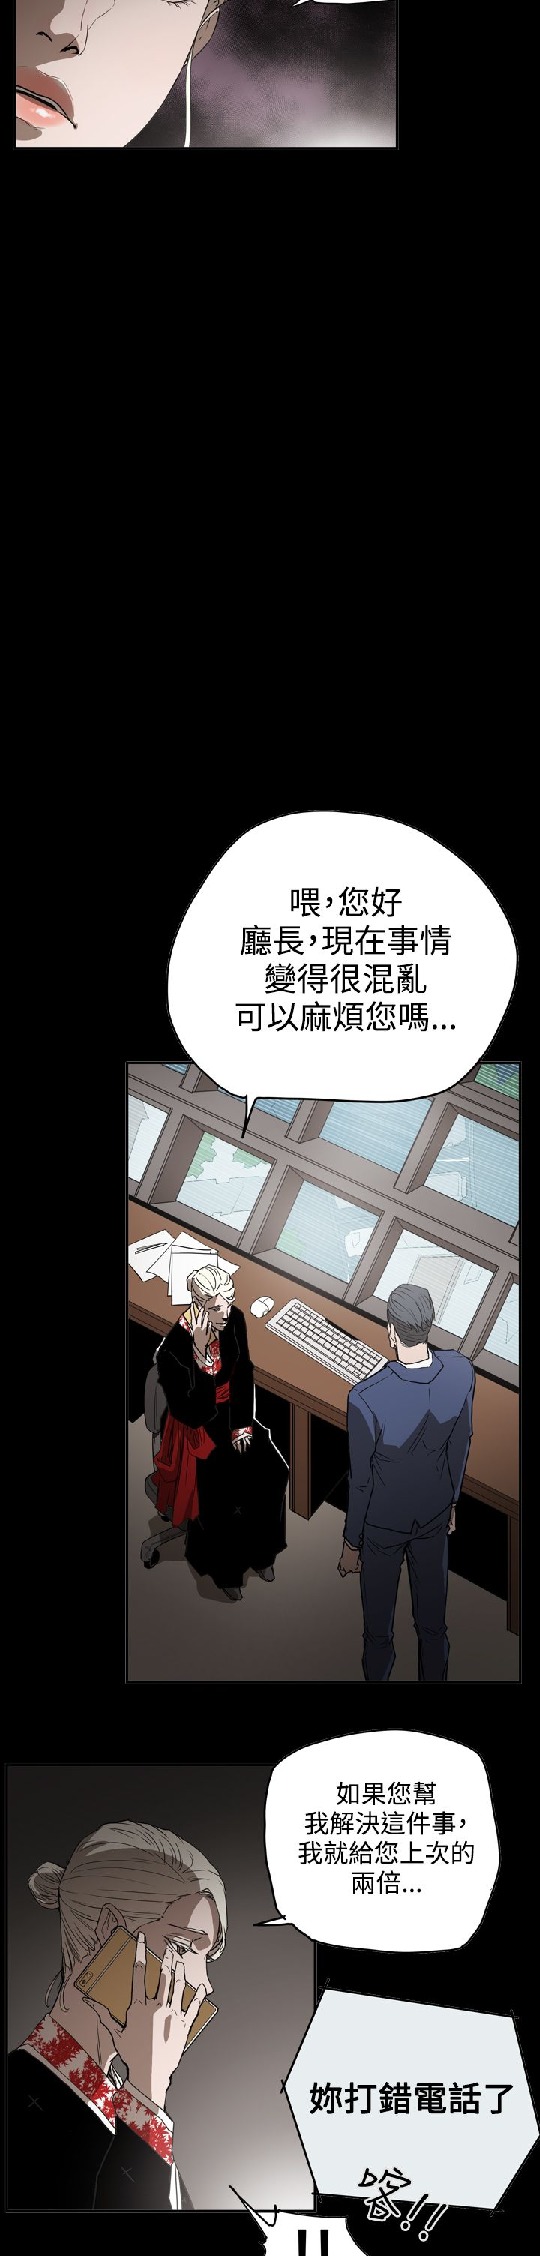 喂，您好
廳長，現在事情
變得很混亂
可以麻煩您嗎…
如果您幫
我解決這件事，
我就給您上次的
兩倍…
妳打錯電話了
喀!!
!!